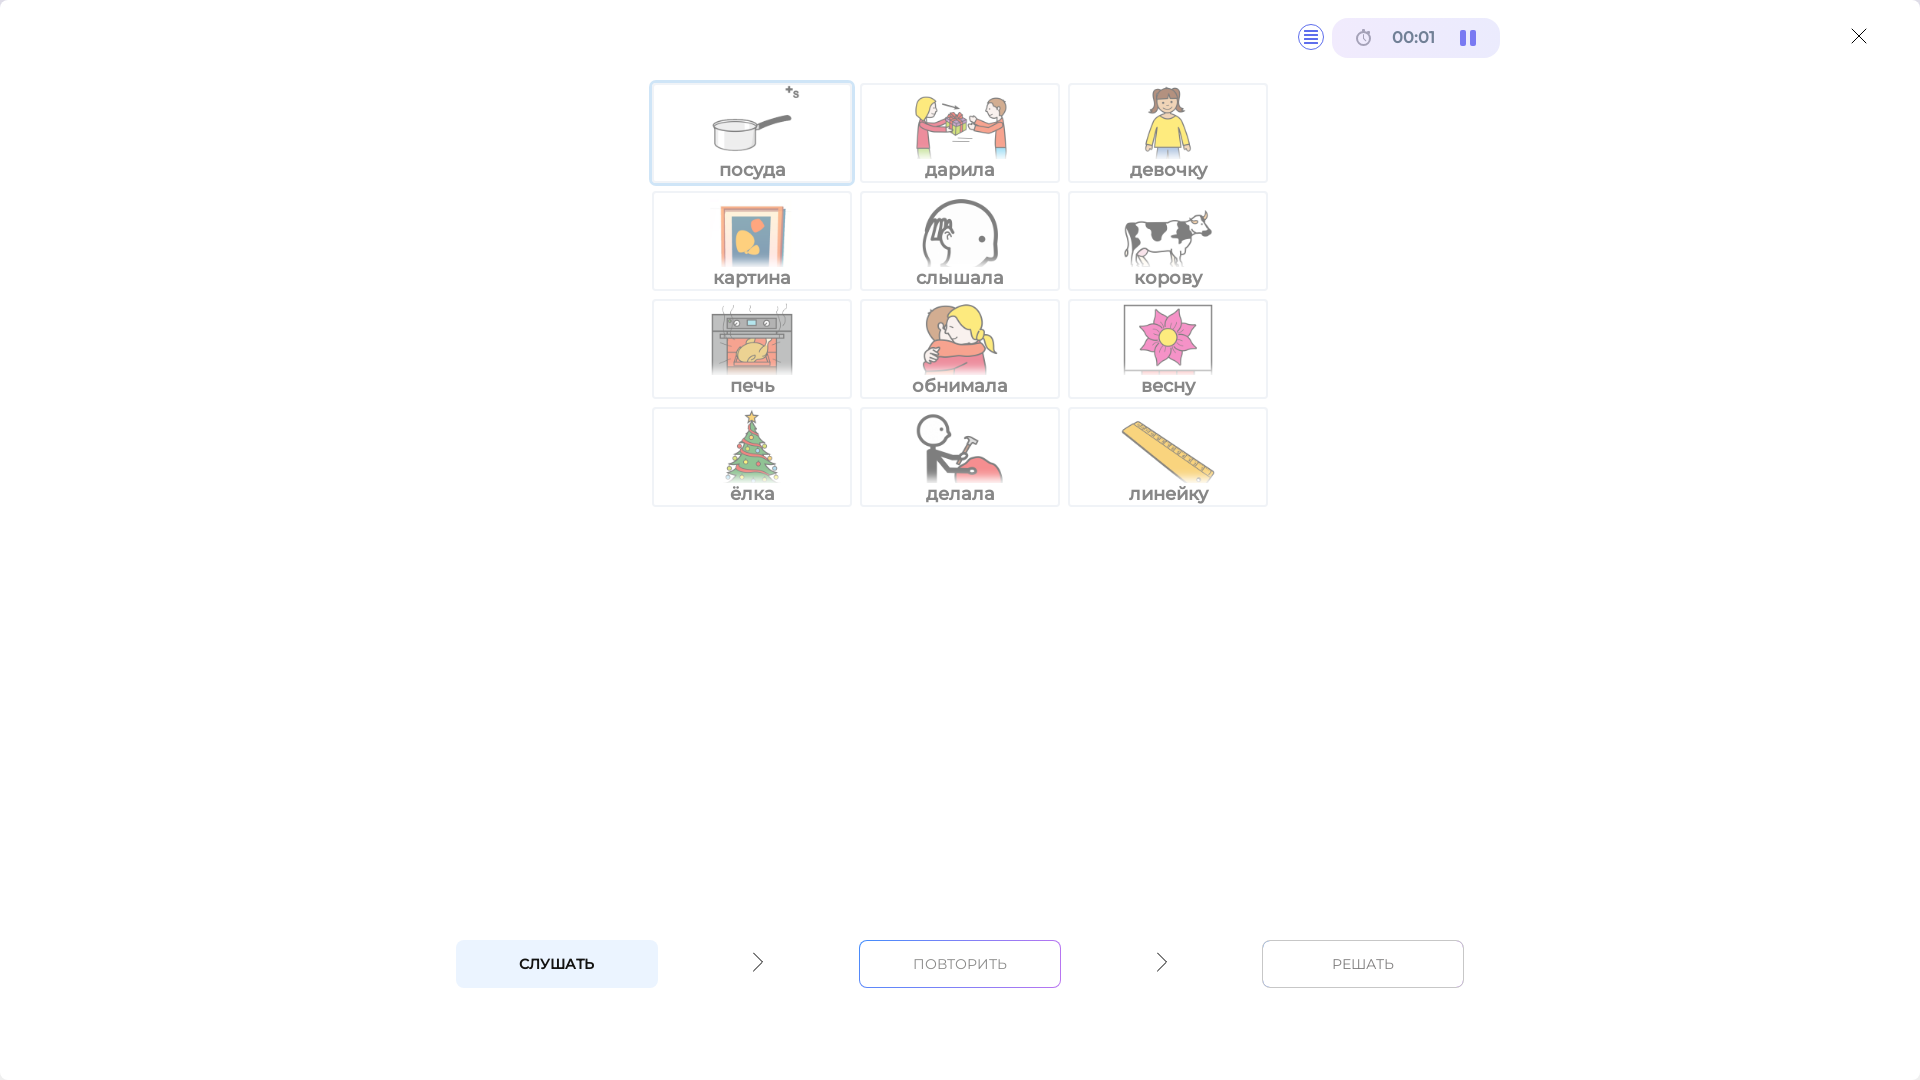 00:01
+s
посуда
дарила
девочку
картина
слышала
корову
печь
обнимала
весну
ёлка
делала
линейку
СЛУШАТЬ
ПОВТОРИТЬ
РЕШАТЬ